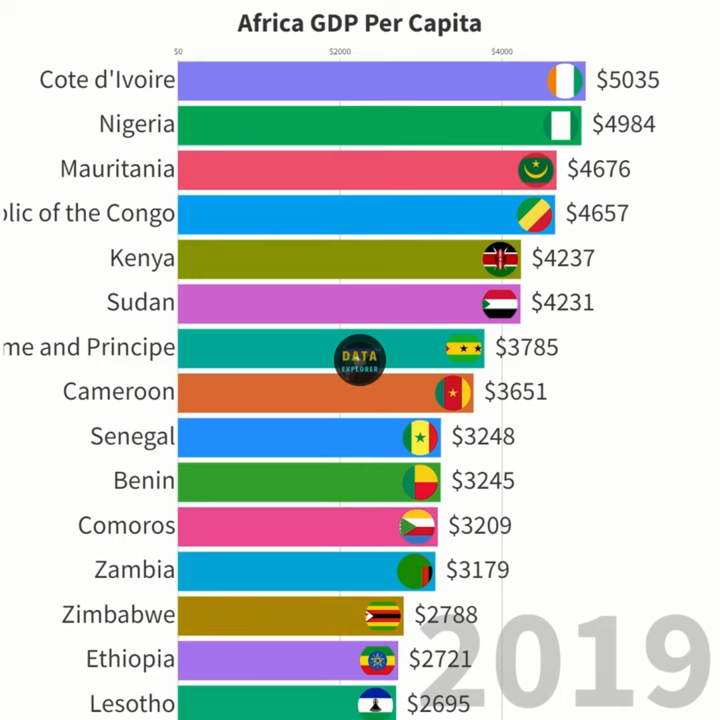 Africa GDP Per Capita
$0 $2000 $4000
Cote d'Ivoire $5035
Nigeria $4984
Mauritania $4676
of the Congo $4657
Kenya $4237
Sudan $4231
and Principe $3785
DATA
EXPLORER
Cameroon $3651
Senegal $3248
Benin $3245
Comoros $3209
Zambia $3179
Zimbabwe $2788
Ethiopia $2721
Lesotho $2695
2019